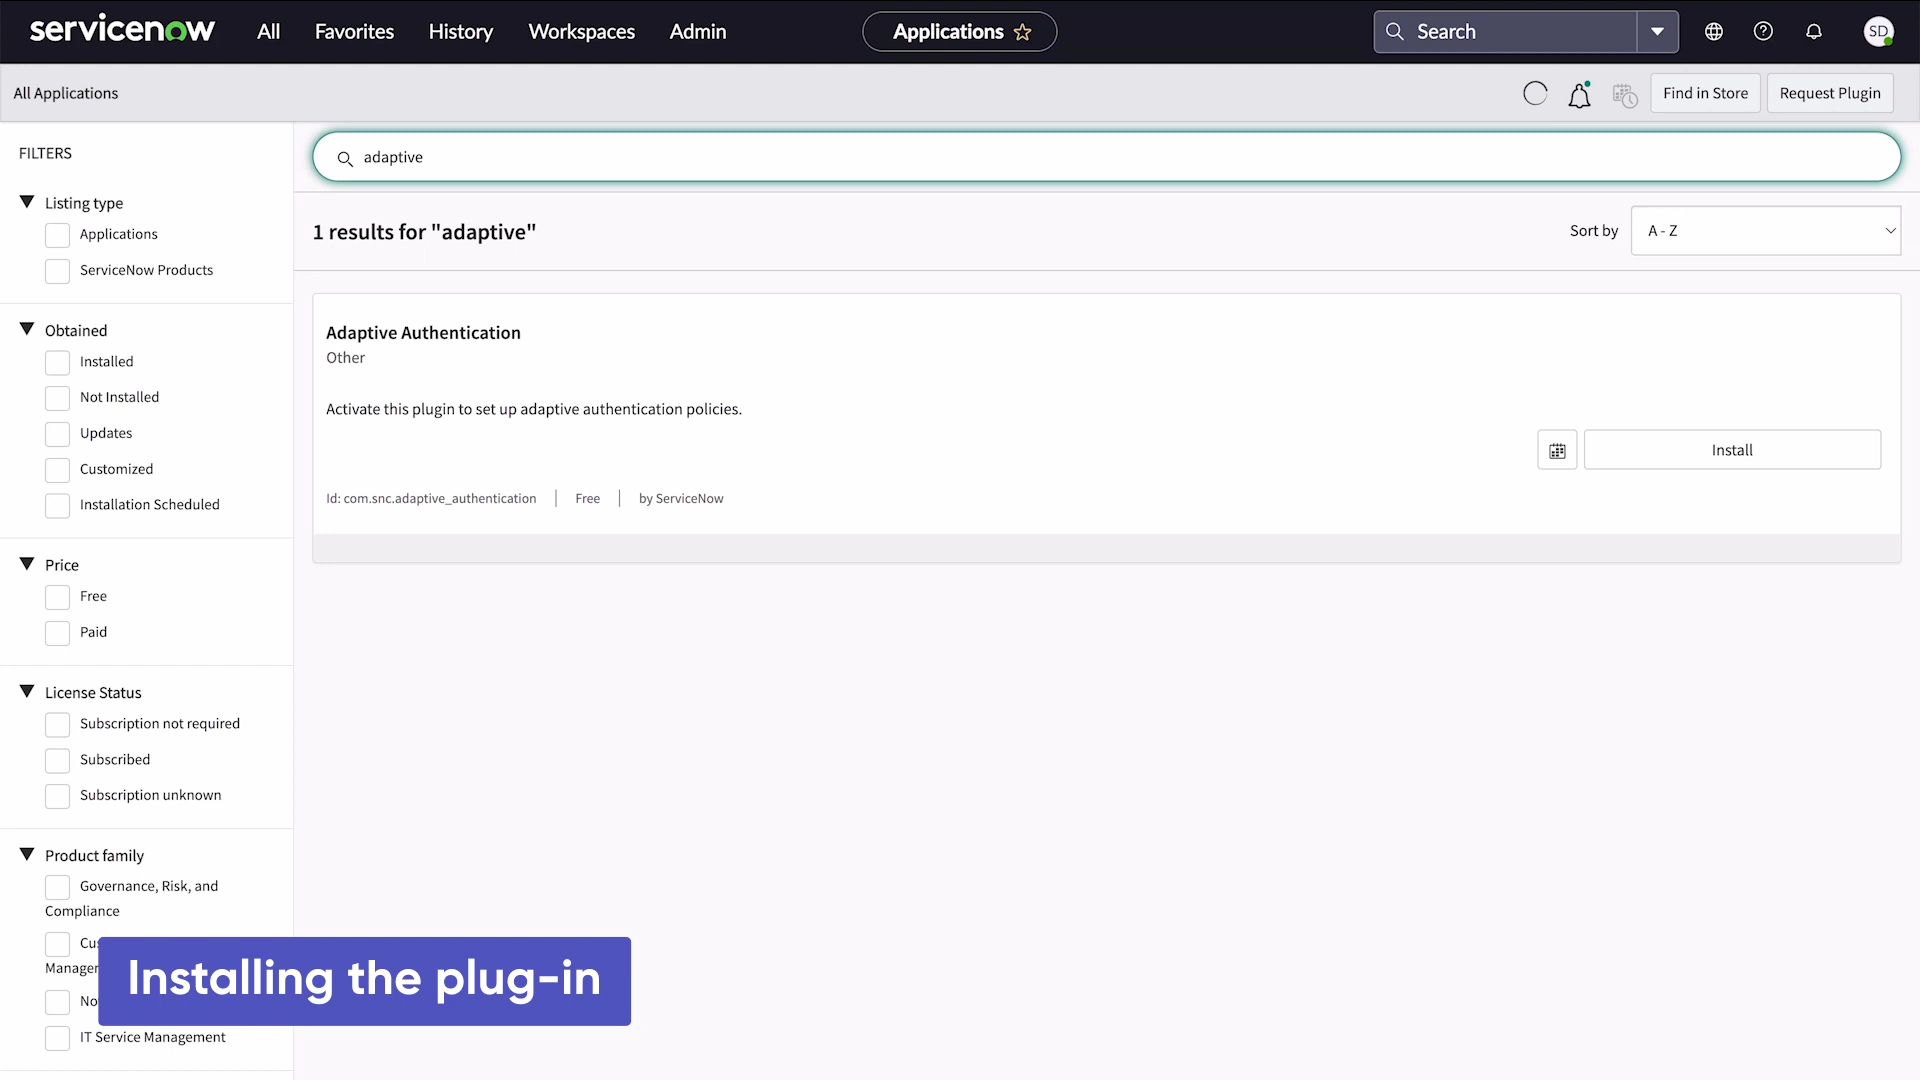 servicenow
All
Favorites
History
Workspaces
Admin
Applications
Search
SD
All Applications
Find in Store
Request Plugin
FILTERS
Listing type
Applications
ServiceNow Products
Obtained
Installed
Not Installed
Updates
Customized
Installation Scheduled
Price
Free
Paid
License Status
Subscription not required
Subscribed
Subscription unknown
Product family
Governance, Risk, and
Compliance
IT Service Management
adaptive
1 results for "adaptive"
Sort by
A - Z
Adaptive Authentication
Other
Activate this plugin to set up adaptive authentication policies.
Install
Id: com.snc.adaptive_authentication
Free
by ServiceNow
Installing the plug-in